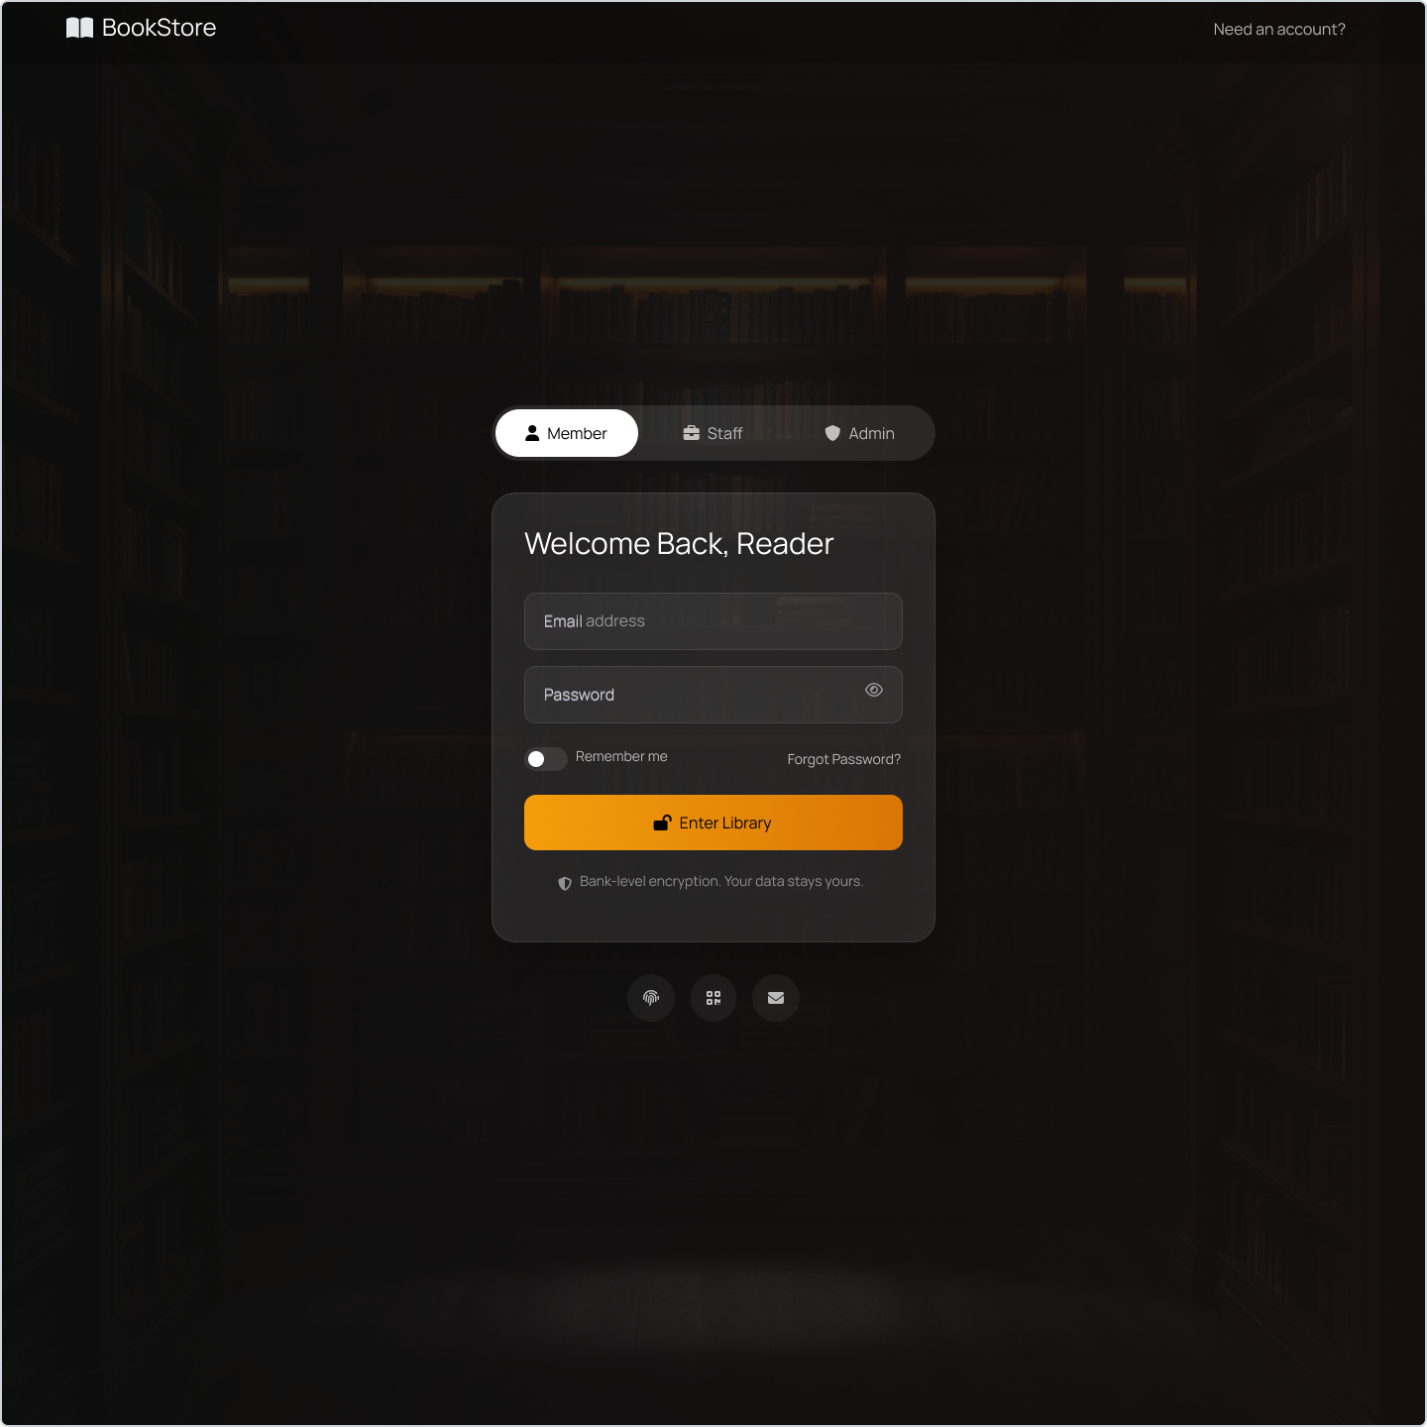 BookStore
Need an account?
Member
Staff
Admin
Welcome Back, Reader
Email address
Password
Remember me
Forgot Password?
Enter Library
Bank-level encryption. Your data stays yours.